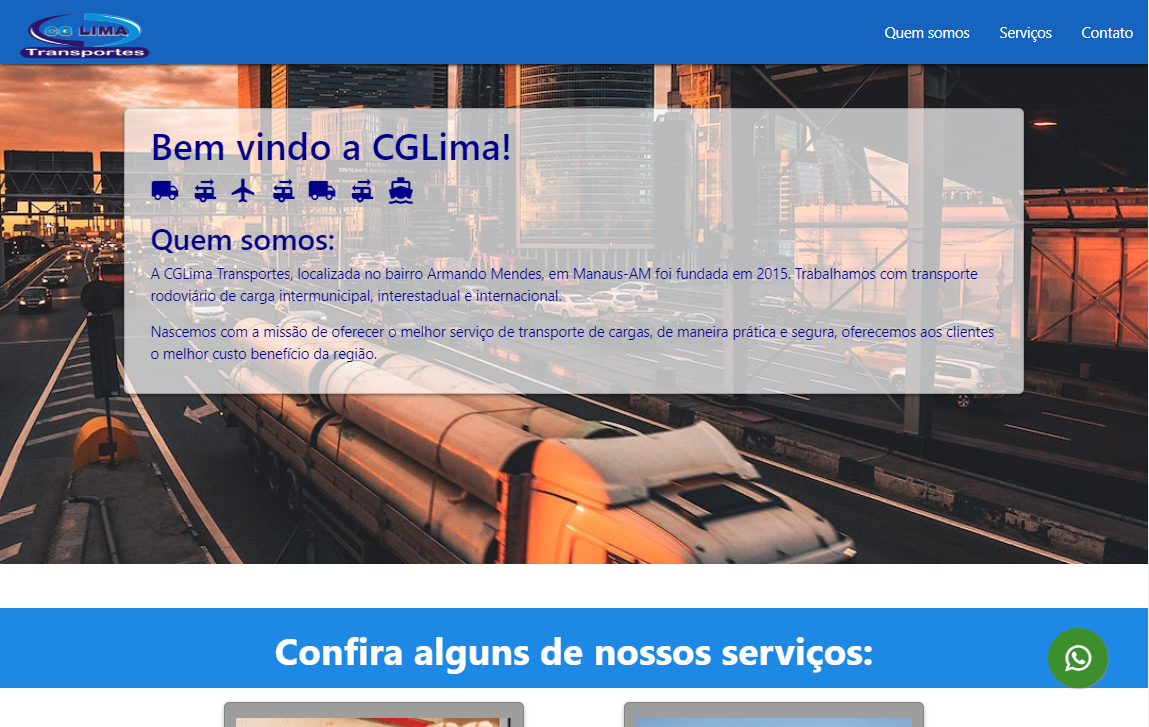 CG LIMA
Transportes
Quem somos
Serviços
Contato
Bem vindo a CGLima!
Quem somos:
A CGLima Transportes, localizada no bairro Armando Mendes, em Manaus-AM foi fundada em 2015. Trabalhamos com transporte
rodoviário de carga intermunicipal, interestadual e internacional.
Nascemos com a missão de oferecer o melhor serviço de transporte de cargas, de maneira prática e segura, oferecemos aos clientes
o melhor custo benefício da região.
Confira alguns de nossos serviços: